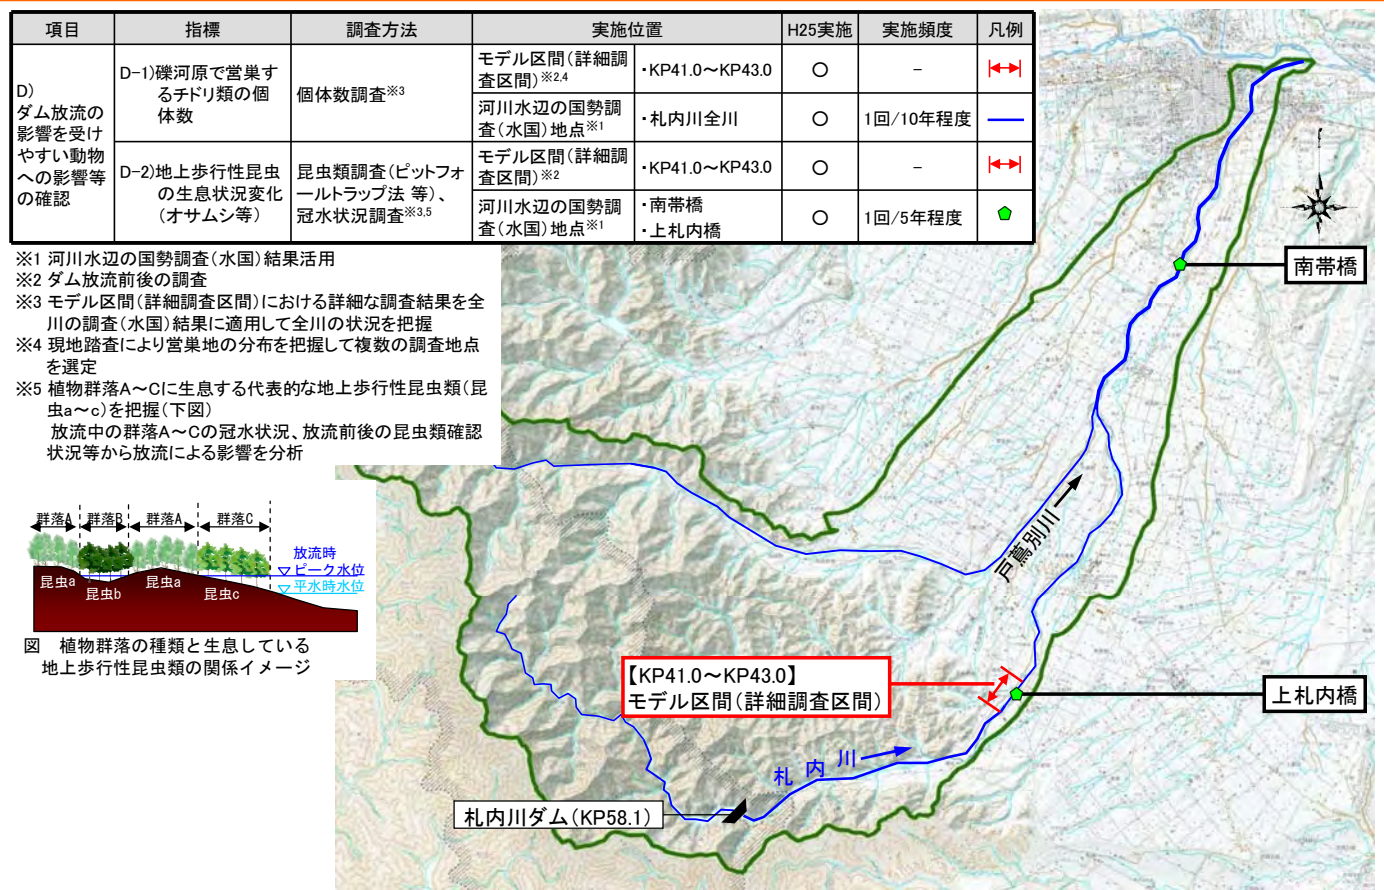 項目 指標 調査方法 実施位置 H25実施 実施頻度 凡例
D)
ダム放流の
影響を受け
やすい動物
への影響等
の確認
D-1)礫河原で営巣す
るチドリ類の個
体数
個体数調査※3
モデル区間(詳細調
査区間)※2,4
・KP41.0～KP43.0
○
－
河川水辺の国勢調
査(水国)地点※1
・札内川全川
○
1回/10年程度
D-2)地上歩行性昆虫
の生息状況変化
(オサムシ等)
昆虫類調査(ピットフォ
ールトラップ法 等)、
冠水状況調査※3,5
モデル区間(詳細調
査区間)※2
・KP41.0～KP43.0
○
－
河川水辺の国勢調
査(水国)地点※1
・南帯橋
・上札内橋
○
1回/5年程度
※1 河川水辺の国勢調査(水国)結果活用
※2 ダム放流前後の調査
※3 モデル区間(詳細調査区間)における詳細な調査結果を全
川の調査(水国)結果に適用して全川の状況を把握
※4 現地踏査により営巣地の分布を把握して複数の調査地点
を選定
※5 植物群落A～Cに生息する代表的な地上歩行性昆虫類(昆
虫a～c)を把握(下図)
放流中の群落A～Cの冠水状況、放流前後の昆虫類確認
状況等から放流による影響を分析
群落A 群落B 群落A 群落C
放流時
ピーク水位
平水時水位
昆虫a 昆虫b 昆虫a 昆虫c
図 植物群落の種類と生息している
地上歩行性昆虫類の関係イメージ
南帯橋
戸蔦別川
【KP41.0～KP43.0】
モデル区間(詳細調査区間)
上札内橋
札内川
札内川ダム(KP58.1)